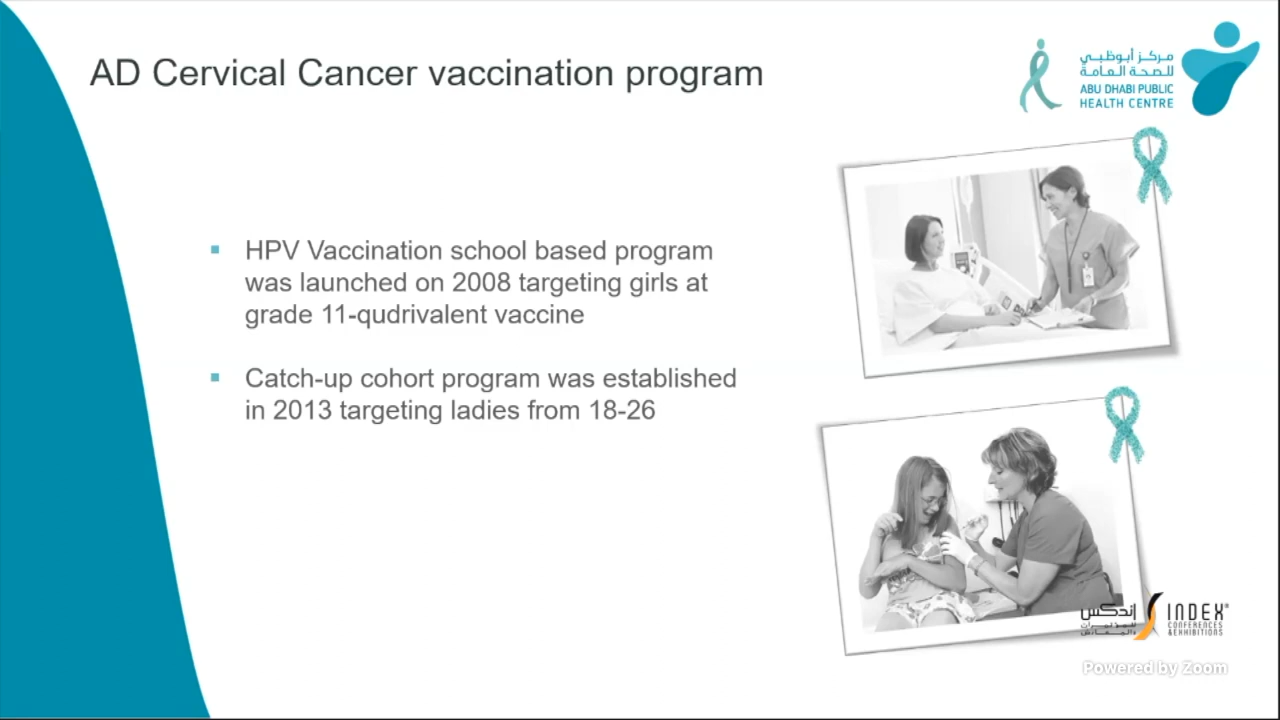 AD Cervical Cancer vaccination program
مركز أبوظبي
للصحة العامة
ABU DHABI PUBLIC
HEALTH CENTRE
HPV Vaccination school based program
was launched on 2008 targeting girls at
grade 11-qudrivalent vaccine
Catch-up cohort program was established
in 2013 targeting ladies from 18-26
إندكس
للمؤتمرات
والمعارض
INDEX®
CONFERENCES
&EXHIBITIONS
Powered by Zoom